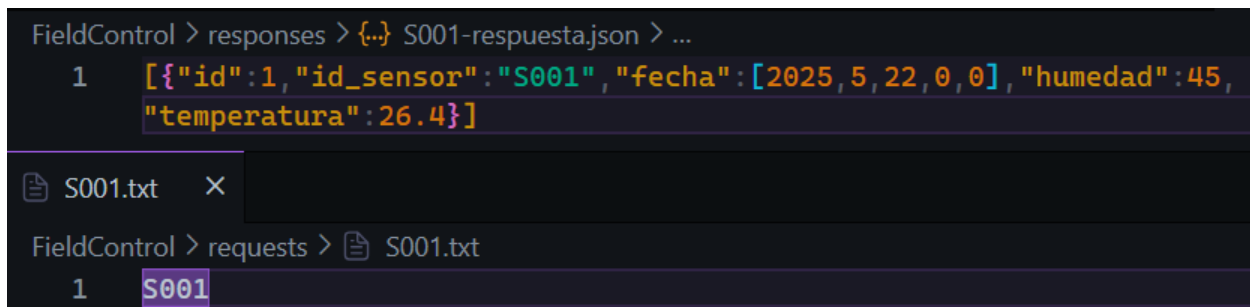 FieldControl > responses > {...} S001-respuesta.json > ...
1 [{"id":1,"id_sensor":"S001","fecha":[2025,5,22,0,0],"humedad":45,
"temperatura":26.4}]
S001.txt ×
FieldControl > requests > S001.txt
1 S001